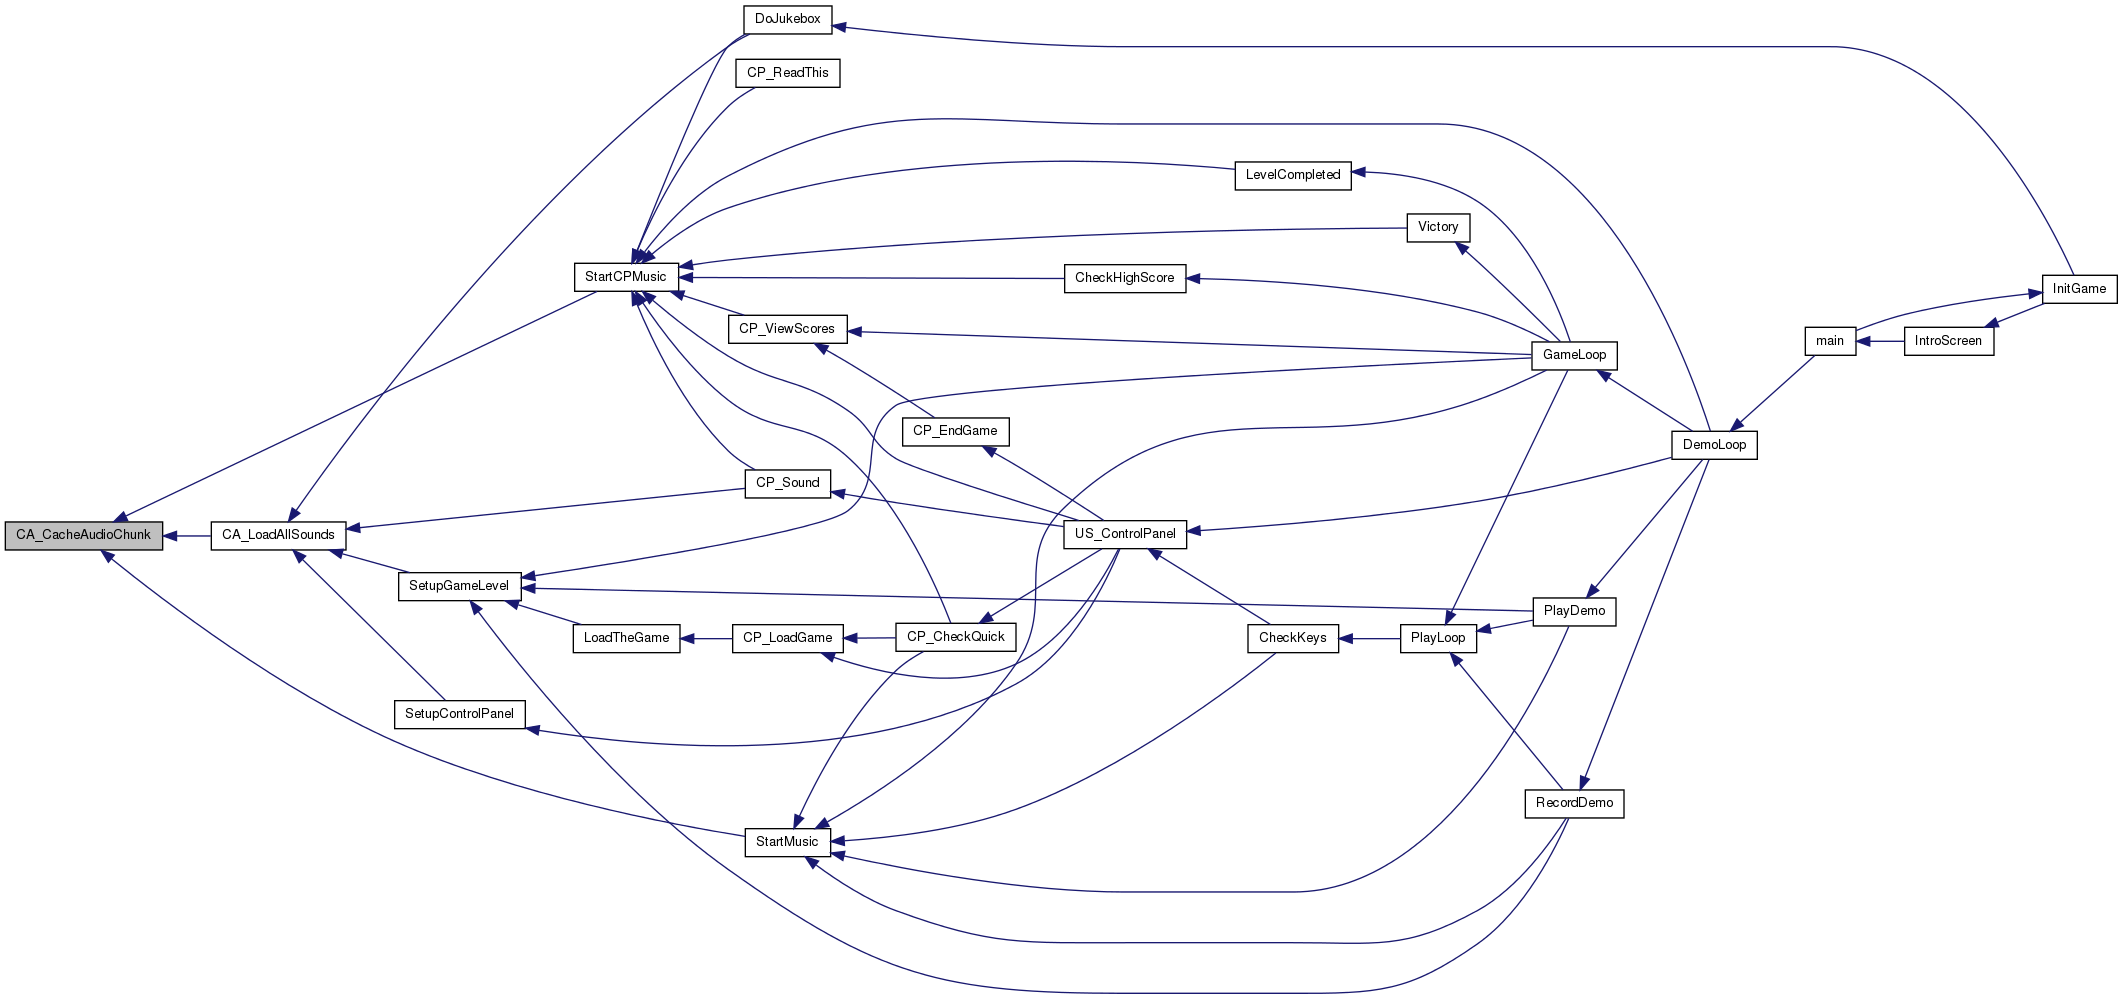 DoJukebox
CP_ReadThis
LevelCompleted
Victory
StartCPMusic
CheckHighScore
InitGame
CP_ViewScores
main
IntroScreen
GameLoop
CP_EndGame
DemoLoop
CP_Sound
CA_CacheAudioChunk
CA_LoadAllSounds
US_ControlPanel
SetupGameLevel
PlayDemo
LoadTheGame
CP_LoadGame
CP_CheckQuick
CheckKeys
PlayLoop
SetupControlPanel
RecordDemo
StartMusic